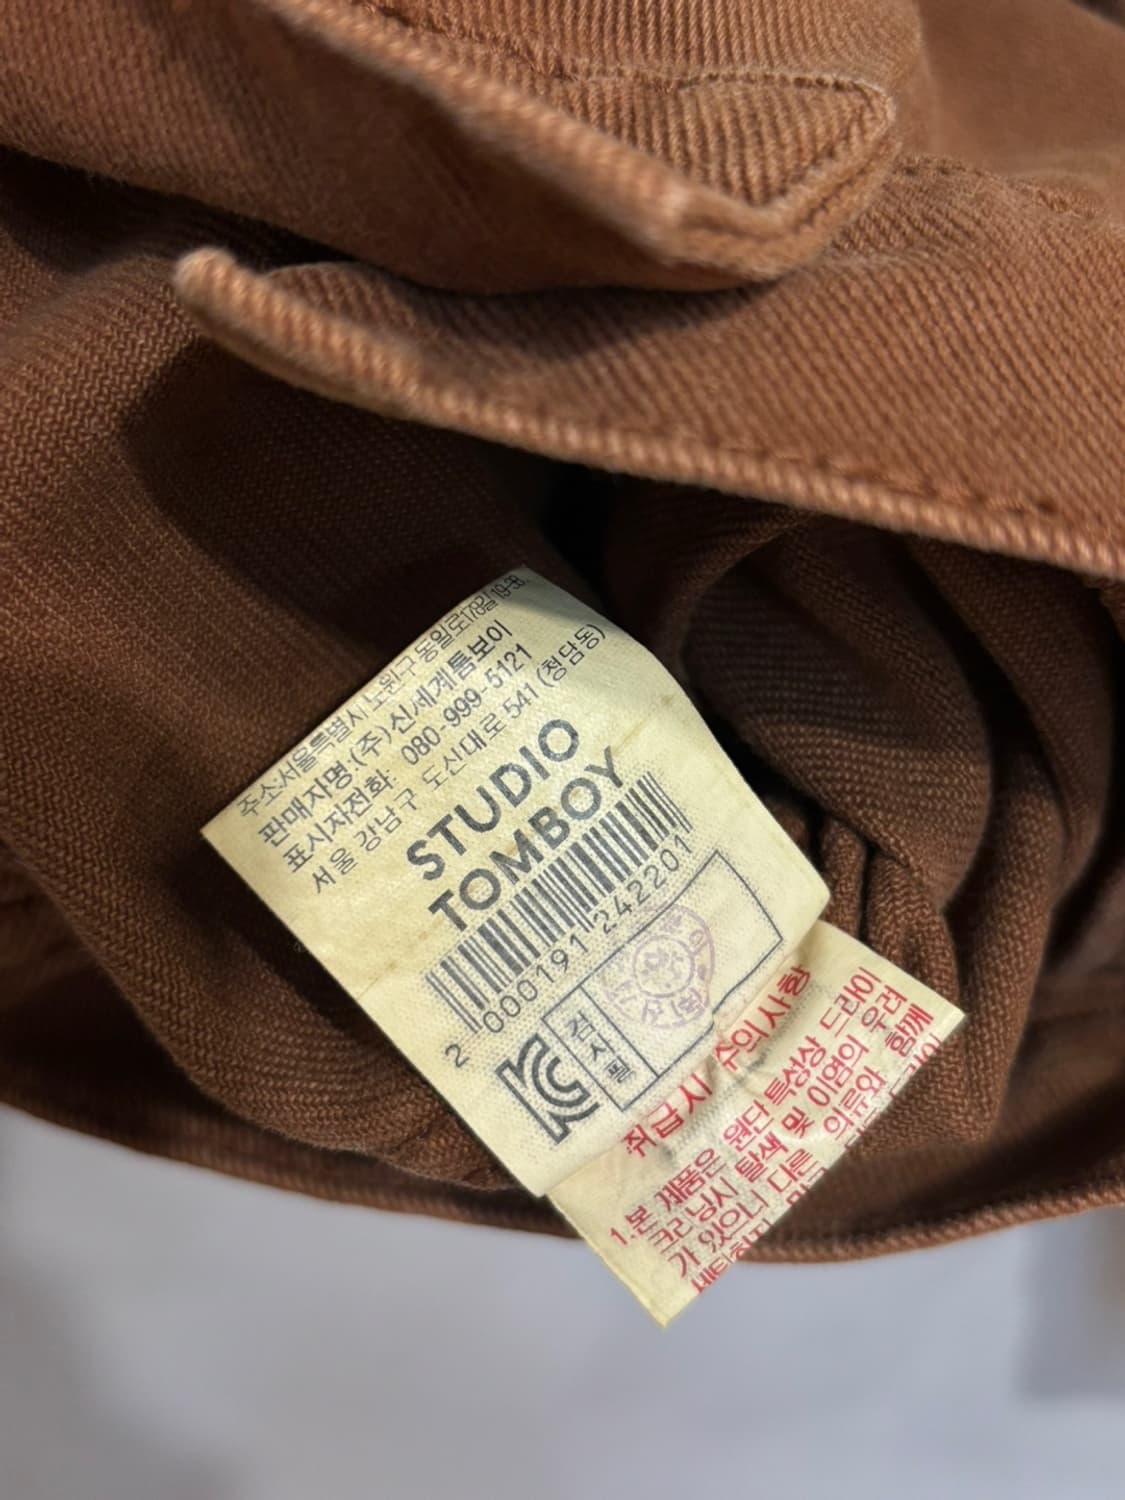 주소:서울특별시 노원구 동일로178길 19-38,
판매자명:(주)신세계톰보이
표시자전화: 080-999-5121
서울 강남구 도산대로 541 (청담동)
STUDIO
TOMBOY
2 000191 242201
검사필
취급시 주의사항
1.본 제품은 원단 특성상 드라이
크리닝시 탈색 및 이염의 우려
가 있으니 다른 의류와 함께